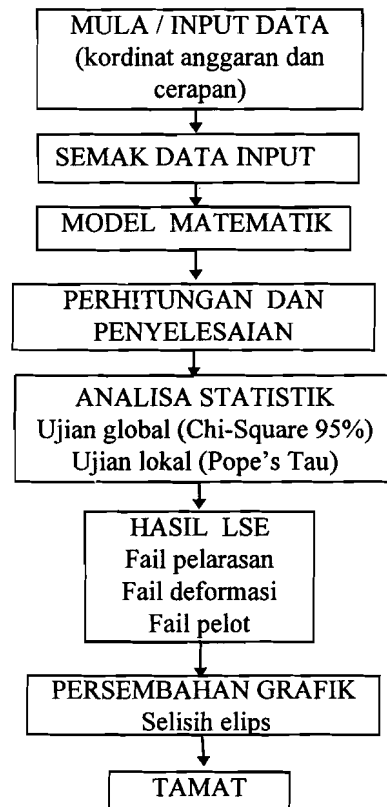 MULA / INPUT DATA
(kordinat anggaran dan
cerapan)
SEMAK DATA INPUT
MODEL MATEMATIK
PERHITUNGAN DAN
PENYELESAIAN
ANALISA STATISTIK
Ujian global (Chi-Square 95%)
Ujian lokal (Pope's Tau)
HASIL LSE
Fail pelarasan
Fail deformasi
Fail pelot
PERSEMBAHAN GRAFIK
Selisih elips
TAMAT